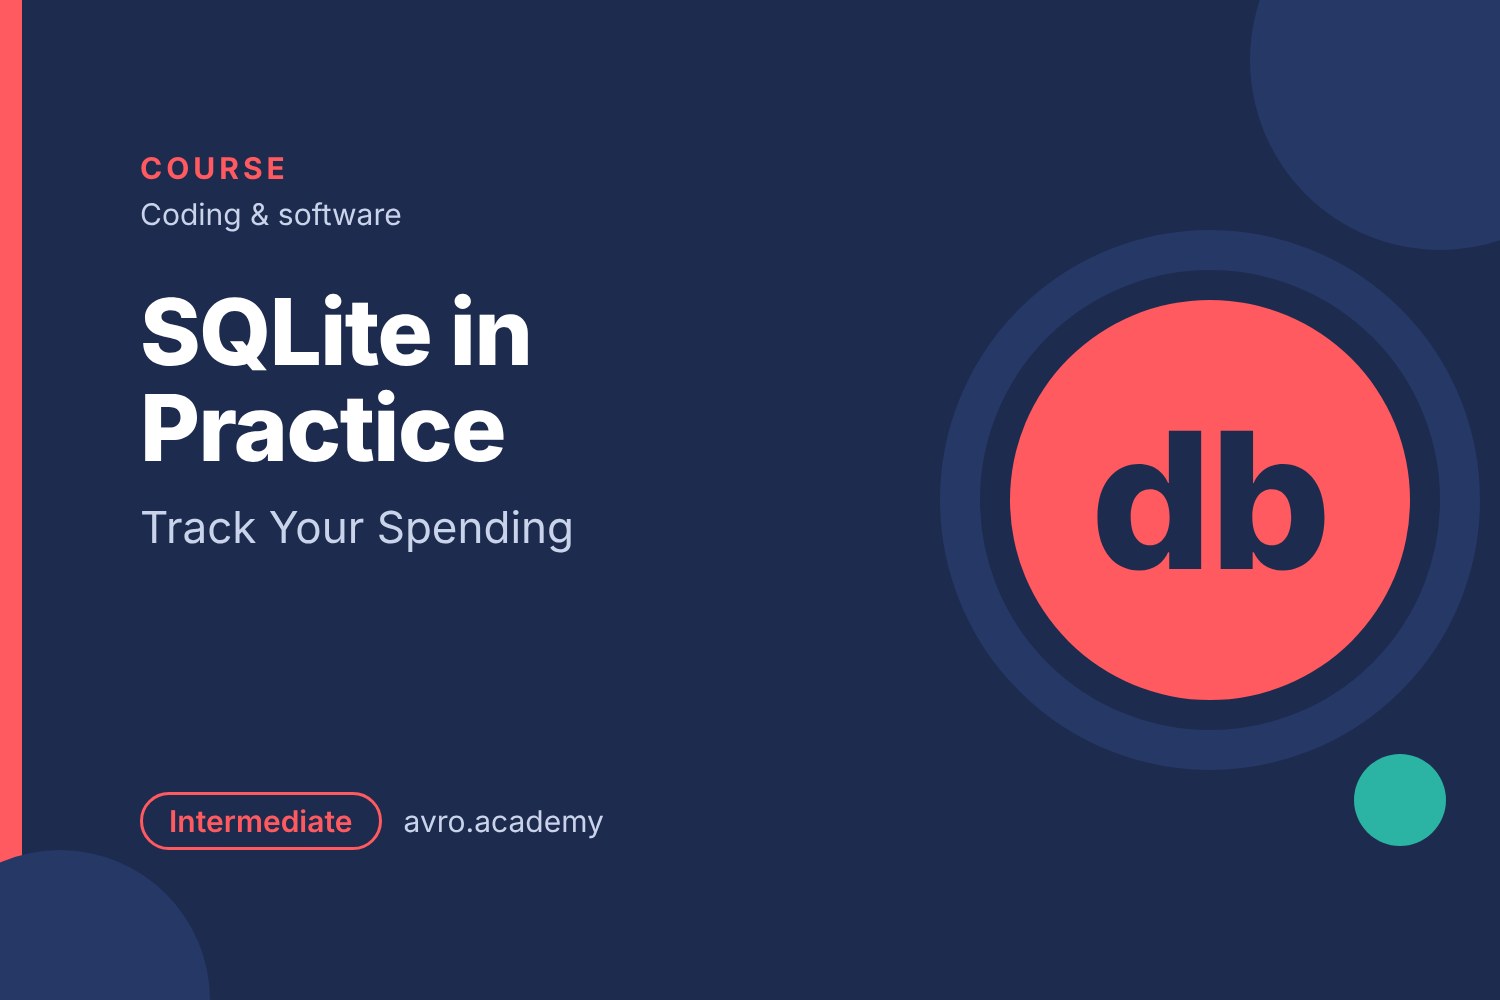 COURSE
Coding & software
SQLite in
Practice
Track Your Spending
db
Intermediate
avro.academy